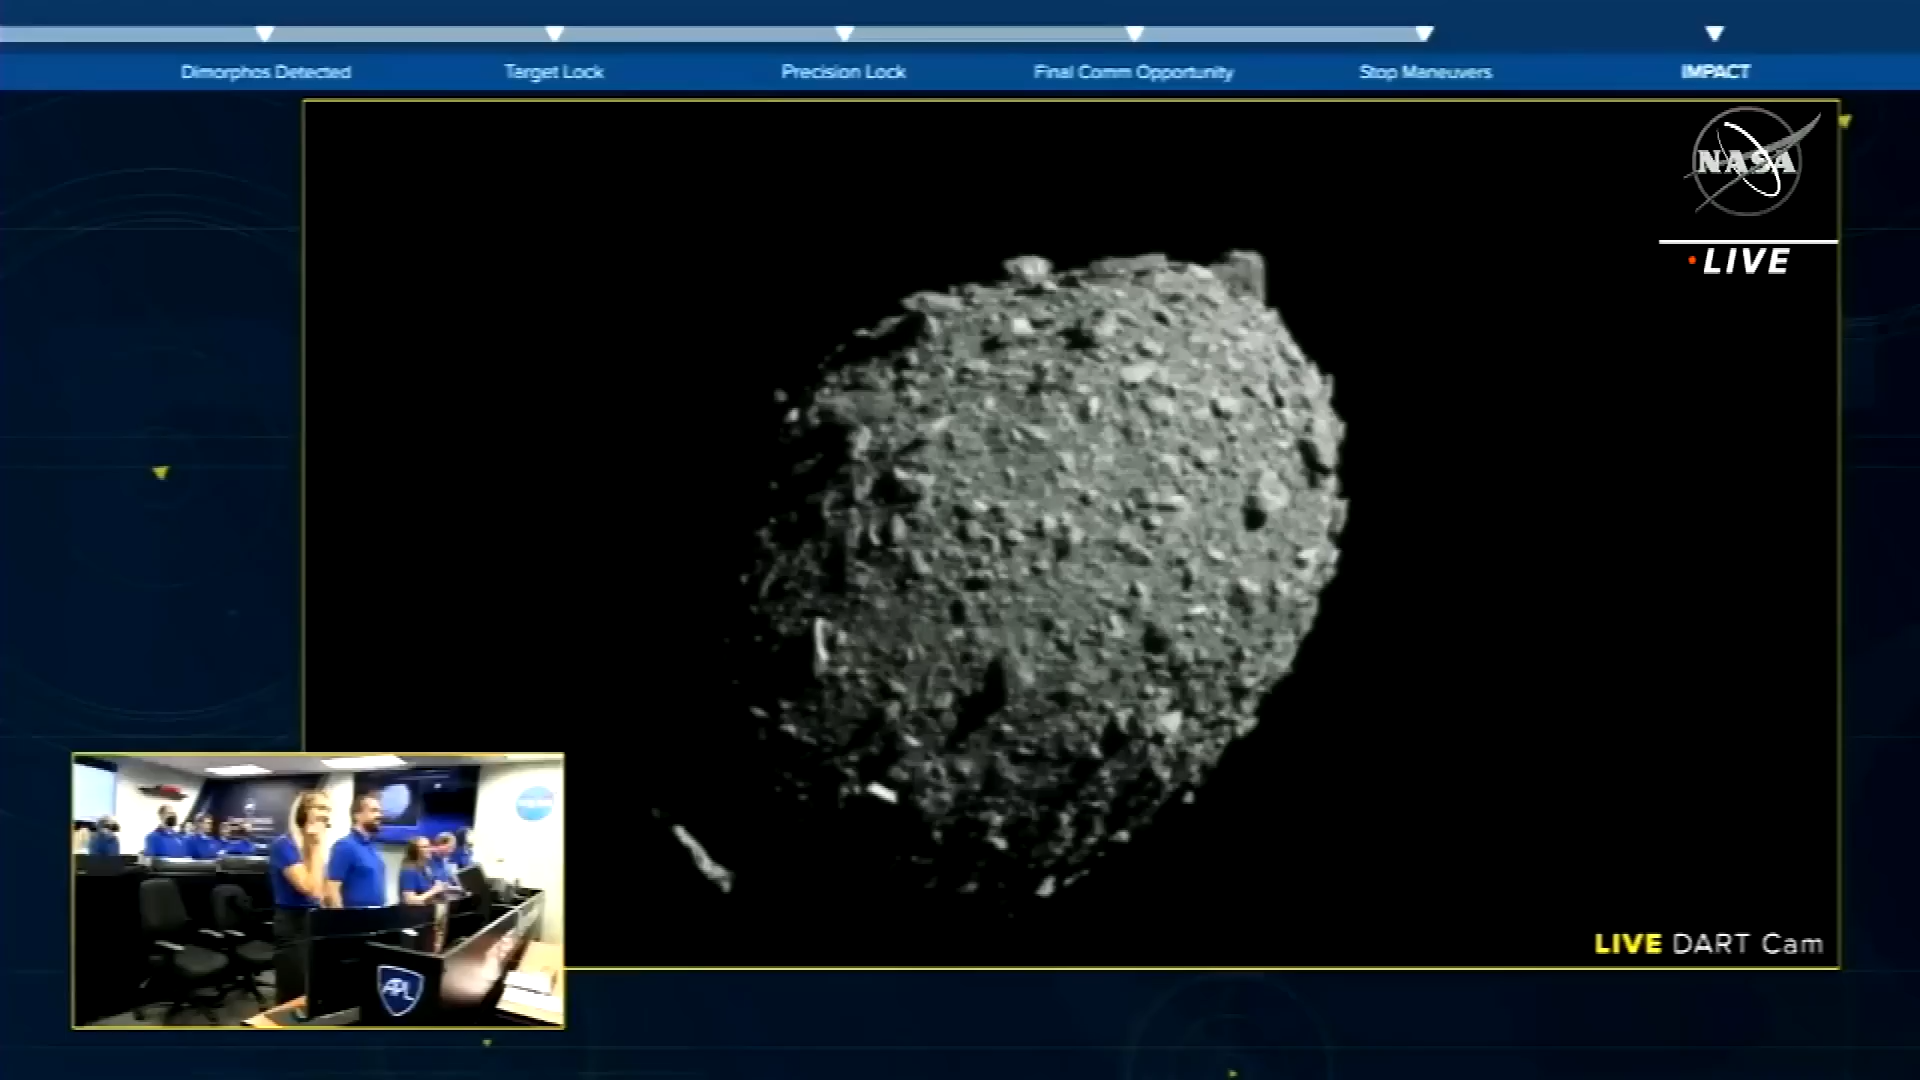 Dimorphos Detected
Target Lock
Precision Lock
Final Comm Opportunity
Stop Maneuvers
IMPACT
NASA
LIVE
LIVE DART Cam
APL